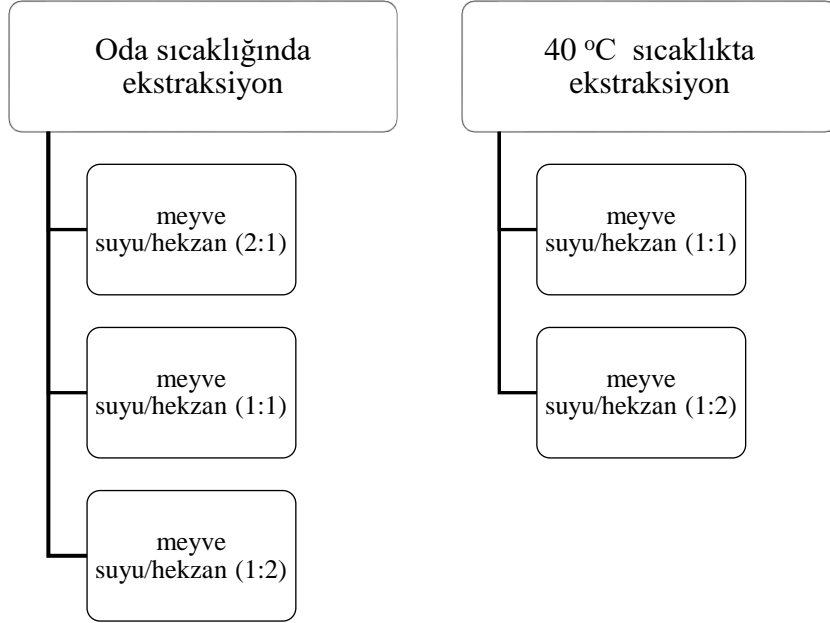 Oda sıcaklığında
ekstraksiyon
meyve
suyu/hekzan (2:1)
meyve
suyu/hekzan (1:1)
meyve
suyu/hekzan (1:2)
40 °C sıcaklıkta
ekstraksiyon
meyve
suyu/hekzan (1:1)
meyve
suyu/hekzan (1:2)